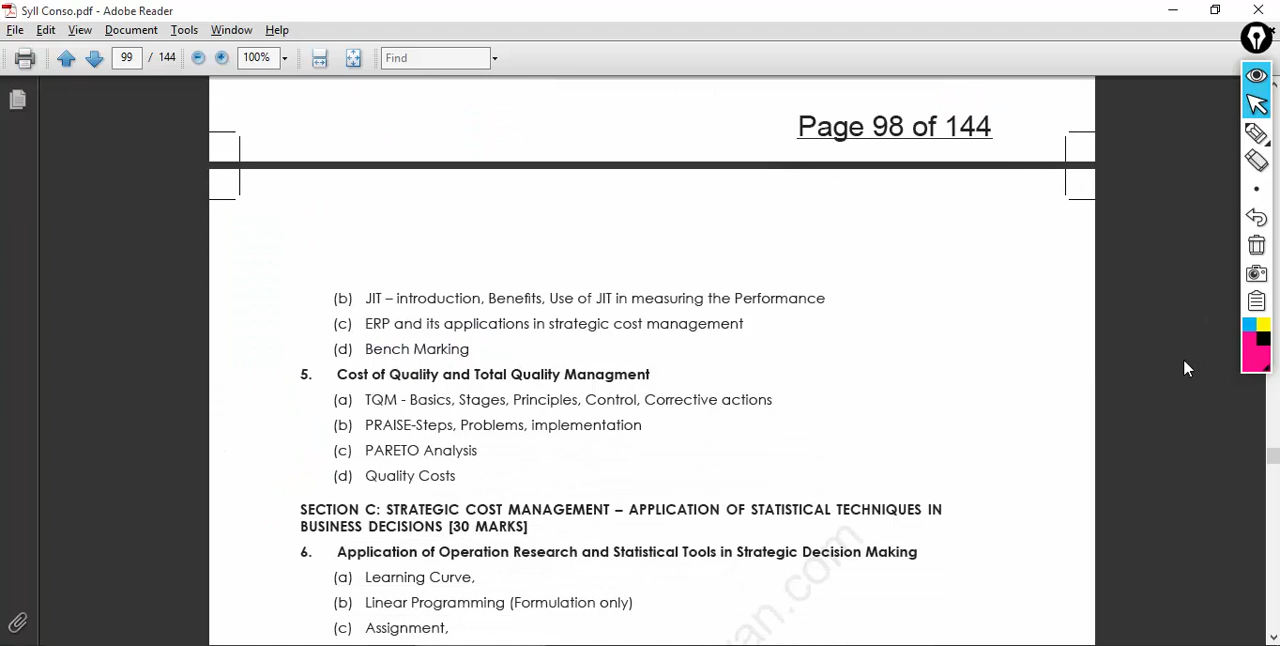 Syll Conso.pdf - Adobe Reader
File Edit View Document Tools Window Help
99 / 144 100% Find
Page 98 of 144
(b) JIT – introduction, Benefits, Use of JIT in measuring the Performance
(c) ERP and its applications in strategic cost management
(d) Bench Marking
5. Cost of Quality and Total Quality Managment
(a) TQM - Basics, Stages, Principles, Control, Corrective actions
(b) PRAISE-Steps, Problems, implementation
(c) PARETO Analysis
(d) Quality Costs
SECTION C: STRATEGIC COST MANAGEMENT – APPLICATION OF STATISTICAL TECHNIQUES IN
BUSINESS DECISIONS [30 MARKS]
6. Application of Operation Research and Statistical Tools in Strategic Decision Making
(a) Learning Curve,
(b) Linear Programming (Formulation only)
(c) Assignment,
van.com